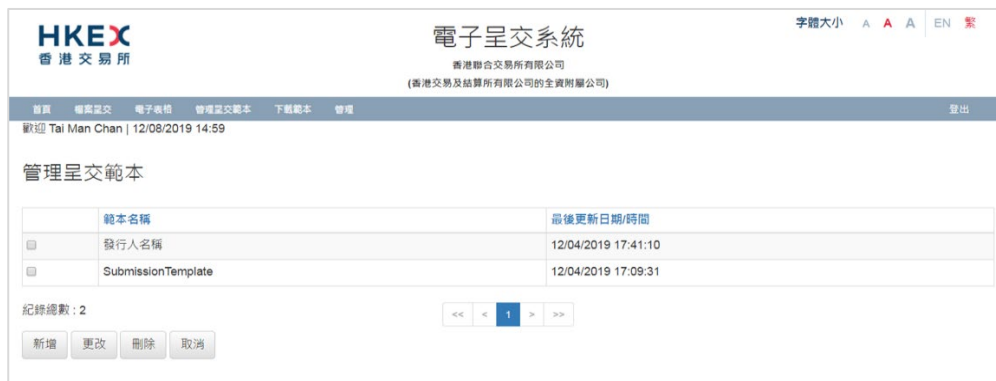 HKEX
香港交易所
電子呈交系統
香港聯合交易所有限公司
(香港交易及結算所有限公司的全資附屬公司)
字體大小 A A A EN 繁
首頁 檔案呈交 電子表格 管理呈交範本 下載範本 管理 登出
歡迎 Tai Man Chan | 12/08/2019 14:59
管理呈交範本
範本名稱 最後更新日期/時間
發行人名稱 12/04/2019 17:41:10
SubmissionTemplate 12/04/2019 17:09:31
紀錄總數 : 2 << < 1 > >>
新增 更改 刪除 取消